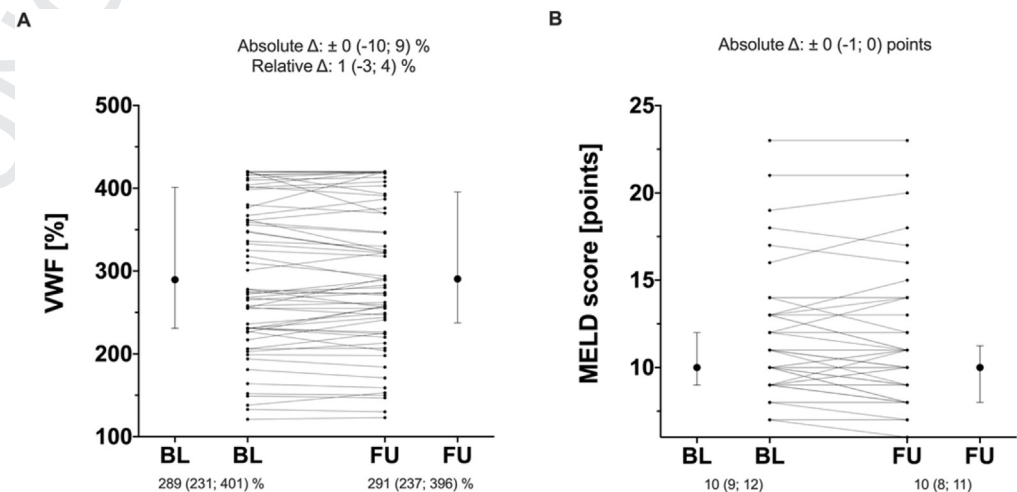 A
Absolute Δ: ± 0 (-10; 9) %
Relative Δ: 1 (-3; 4) %
VWF [%]
500
400
300
200
100
BL BL FU FU
289 (231; 401) % 291 (237; 396) %
B
Absolute Δ: ± 0 (-1; 0) points
MELD score [points]
25
20
15
10
BL BL FU FU
10 (9; 12) 10 (8; 11)